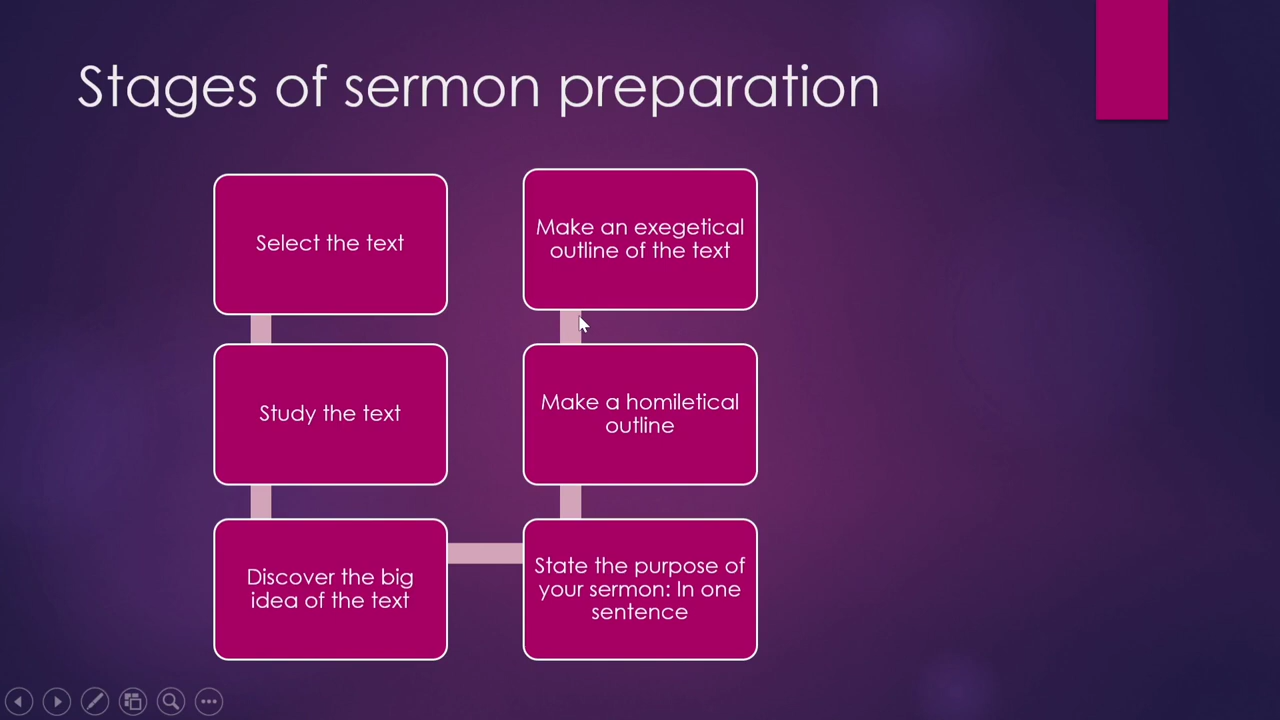 Stages of sermon preparation
Select the text
Study the text
Discover the big
idea of the text
State the purpose of
your sermon: In one
sentence
Make a homiletical
outline
Make an exegetical
outline of the text